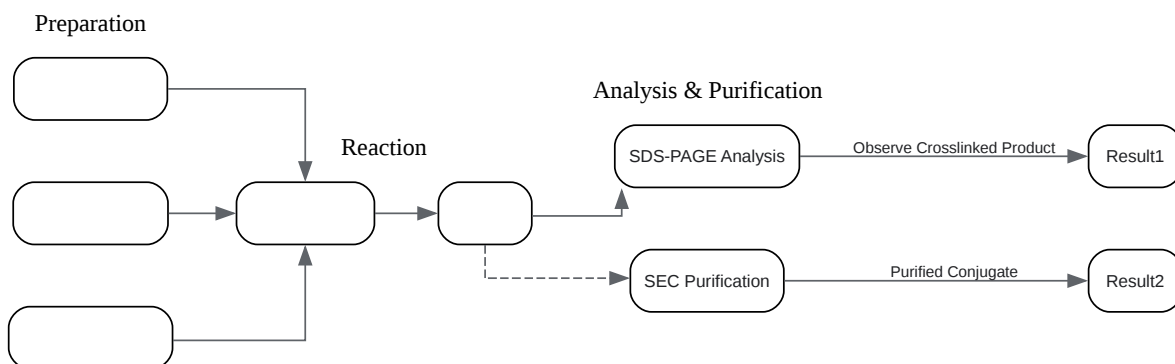 Preparation
Reaction
Analysis & Purification
SDS-PAGE Analysis
Observe Crosslinked Product
Result1
SEC Purification
Purified Conjugate
Result2